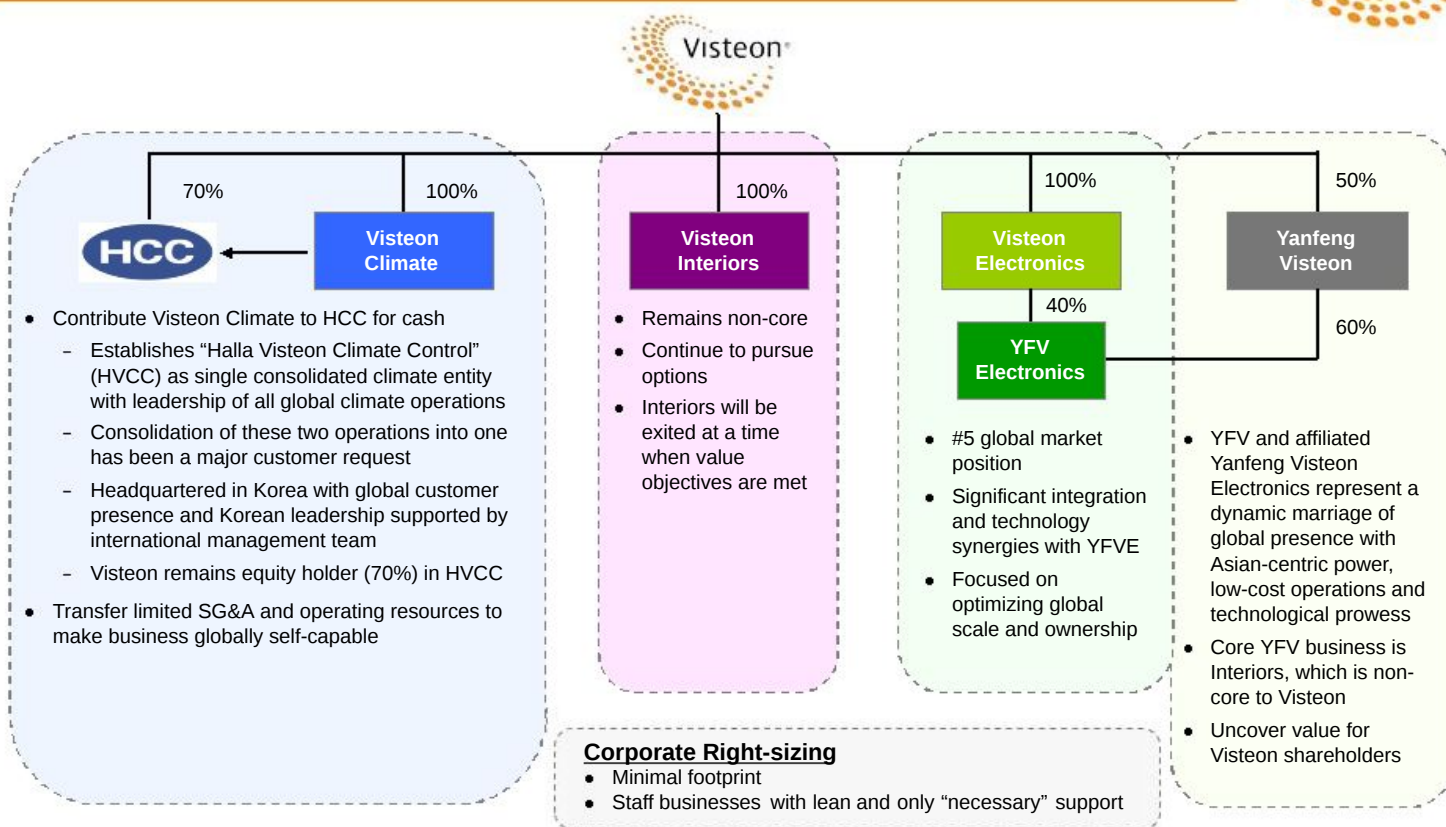 Visteon®
70%
100%
100%
100%
50%
HCC
Visteon
Climate
Visteon
Interiors
Visteon
Electronics
Yanfeng
Visteon
40%
60%
YFV
Electronics
• Contribute Visteon Climate to HCC for cash
– Establishes “Halla Visteon Climate Control”
(HVCC) as single consolidated climate entity
with leadership of all global climate operations
– Consolidation of these two operations into one
has been a major customer request
– Headquartered in Korea with global customer
presence and Korean leadership supported by
international management team
– Visteon remains equity holder (70%) in HVCC
• Transfer limited SG&A and operating resources to
make business globally self-capable
• Remains non-core
• Continue to pursue
options
• Interiors will be
exited at a time
when value
objectives are met
• #5 global market
position
• Significant integration
and technology
synergies with YFVE
• Focused on
optimizing global
scale and ownership
• YFV and affiliated
Yanfeng Visteon
Electronics represent a
dynamic marriage of
global presence with
Asian-centric power,
low-cost operations and
technological prowess
• Core YFV business is
Interiors, which is non-
core to Visteon
• Uncover value for
Visteon shareholders
Corporate Right-sizing
• Minimal footprint
• Staff businesses with lean and only “necessary” support